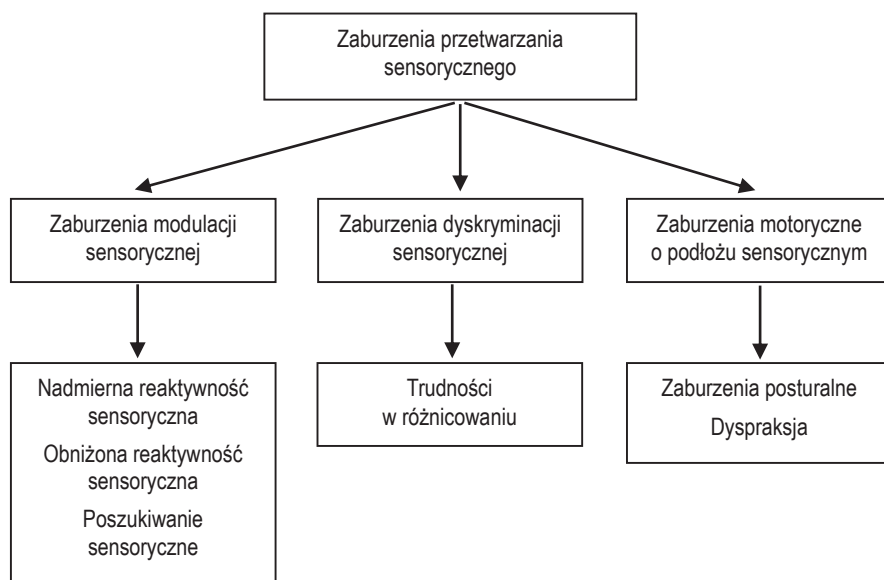 Zaburzenia przetwarzania
sensorycznego
Zaburzenia modulacji
sensorycznej
Zaburzenia dyskryminacji
sensorycznej
Zaburzenia motoryczne
o podłożu sensorycznym
Nadmierna reaktywność
sensoryczna
Obniżona reaktywność
sensoryczna
Poszukiwanie
sensoryczne
Trudności
w różnicowaniu
Zaburzenia posturalne
Dyspraksja